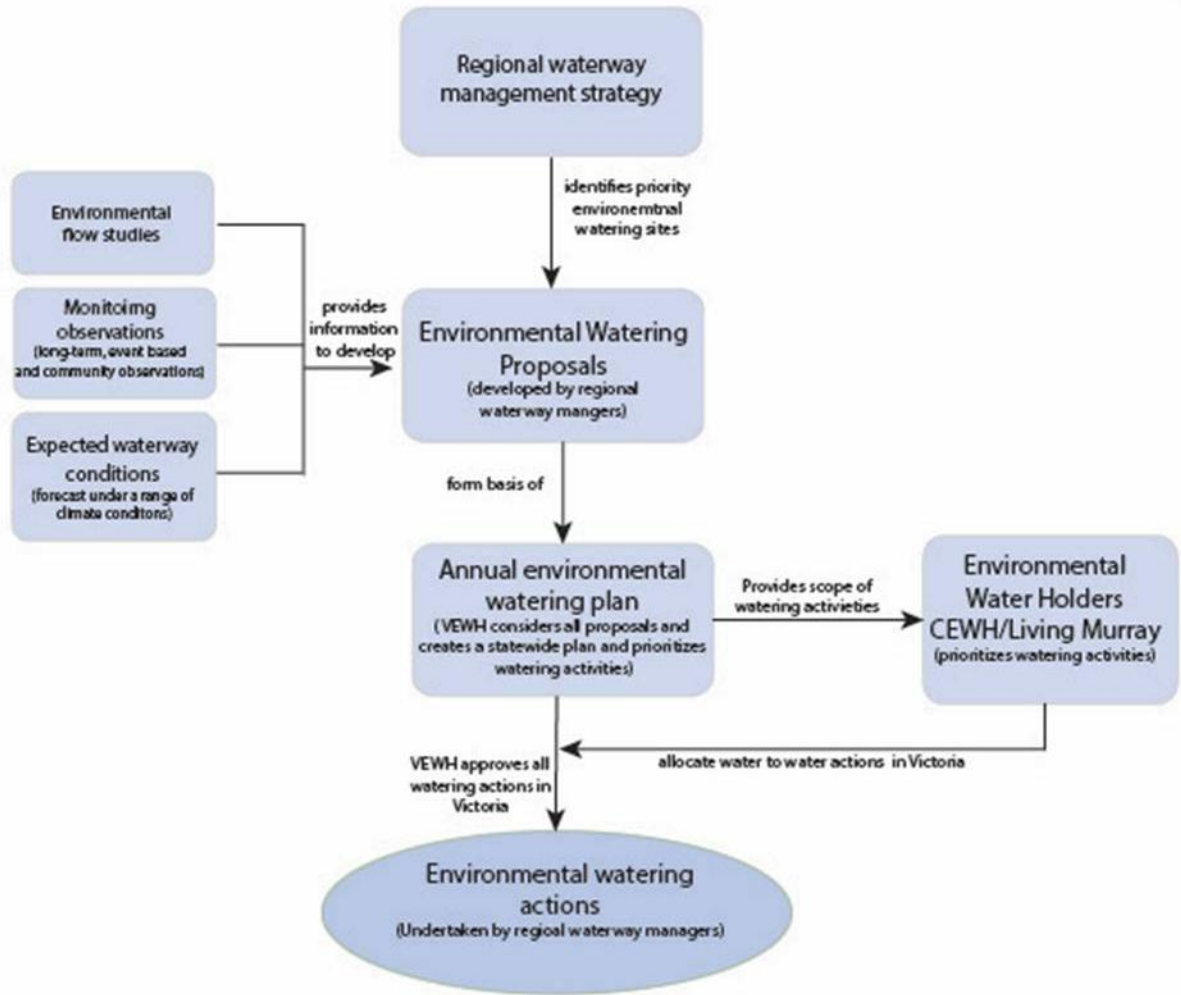 Regional waterway
management strategy
identifies priority
environemtnal
watering sites
Environmental
flow studies
Monitoimg
observations
(long-term, event based
and community observations)
Expected waterway
conditions
(forecast under a range of
climate conditons)
provides
information
to develop
Environmental Watering
Proposals
(developed by regional
waterway mangers)
form basis of
Annual environmental
watering plan
( VEWH considers all proposals and
creates a statewide plan and prioritizes
watering activities)
Provides scope of
watering activieties
Environmental
Water Holders
CEWH/Living Murray
(prioritizes watering activities)
VEWH approves all
watering actions in
Victoria
allocate water to water actions in Victoria
Environmental watering
actions
(Undertaken by regioal waterway managers)